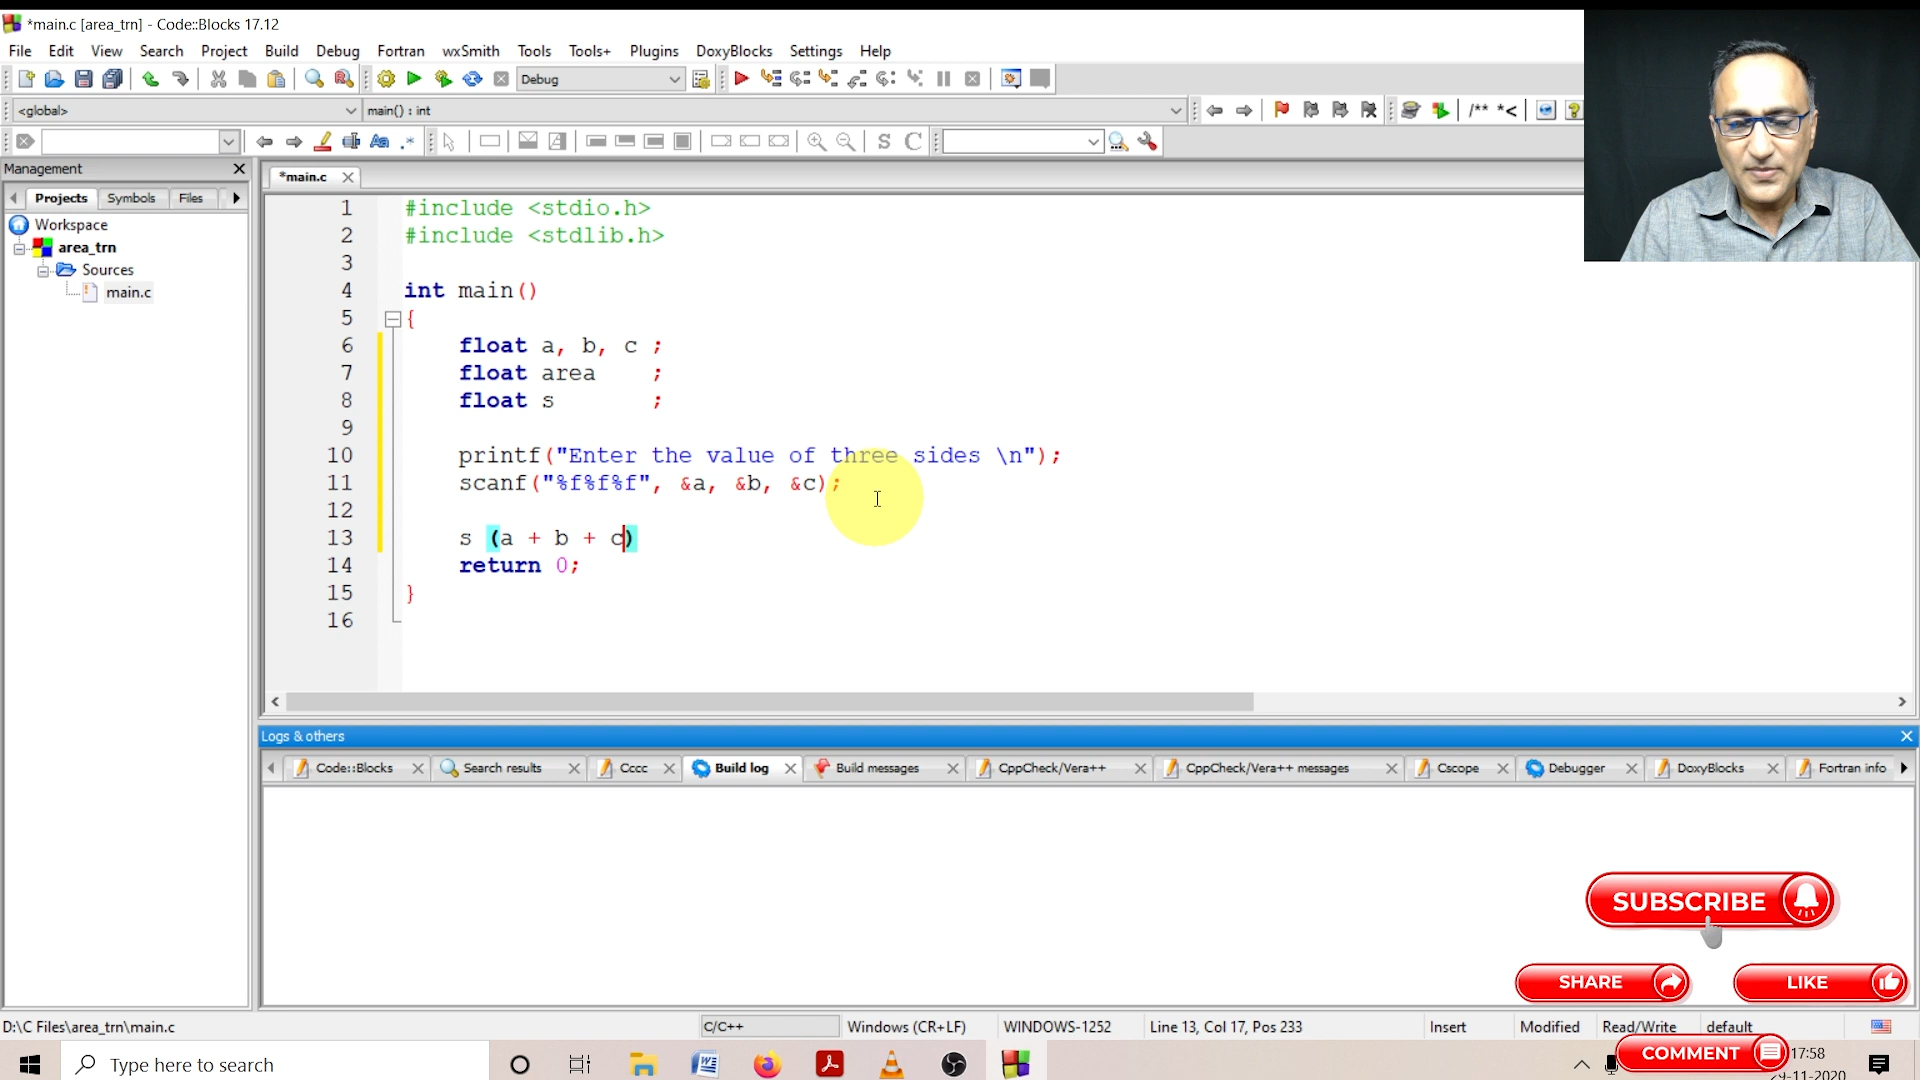 *main.c [area_trn] - Code::Blocks 17.12
File Edit View Search Project Build Debug Fortran wxSmith Tools Tools+ Plugins DoxyBlocks Settings Help
Debug
<global> main() : int /** *<
Aa .* S C
Management
*main.c
Projects Symbols Files
Workspace
area_trn
Sources
main.c
1 #include <stdio.h>
2 #include <stdlib.h>
3
4 int main()
5 {
6 float a, b, c ;
7 float area ;
8 float s ;
9
10 printf("Enter the value of three sides \n");
11 scanf("%f%f%f", &a, &b, &c);
12
13 s (a + b + c)
14 return 0;
15 }
16
Logs & others
Code::Blocks Search results Cccc Build log Build messages CppCheck/Vera++ CppCheck/Vera++ messages Cscope Debugger DoxyBlocks Fortran info
SUBSCRIBE
SHARE LIKE
D:\C Files\area_trn\main.c C/C++ Windows (CR+LF) WINDOWS-1252 Line 13, Col 17, Pos 233 Insert Modified Read/Write default
Type here to search
COMMENT
17:58
29-11-2020